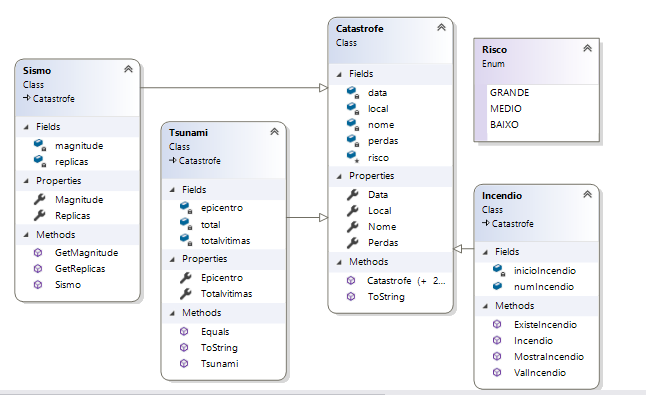 Sismo
Class
Catastrofe
Fields
magnitude
replicas
Properties
Magnitude
Replicas
Methods
GetMagnitude
GetReplicas
Sismo
Tsunami
Class
Catastrofe
Fields
epicentro
total
totalvitimas
Properties
Epicentro
Totalvitimas
Methods
Equals
ToString
Tsunami
Catastrofe
Class
Fields
data
local
nome
perdas
risco
Properties
Data
Local
Nome
Perdas
Methods
Catastrofe (+ 2...
ToString
Risco
Enum
GRANDE
MEDIO
BAIXO
Incendio
Class
Catastrofe
Fields
inicioIncendio
numIncendio
Methods
ExisteIncendio
Incendio
MostraIncendio
ValIncendio